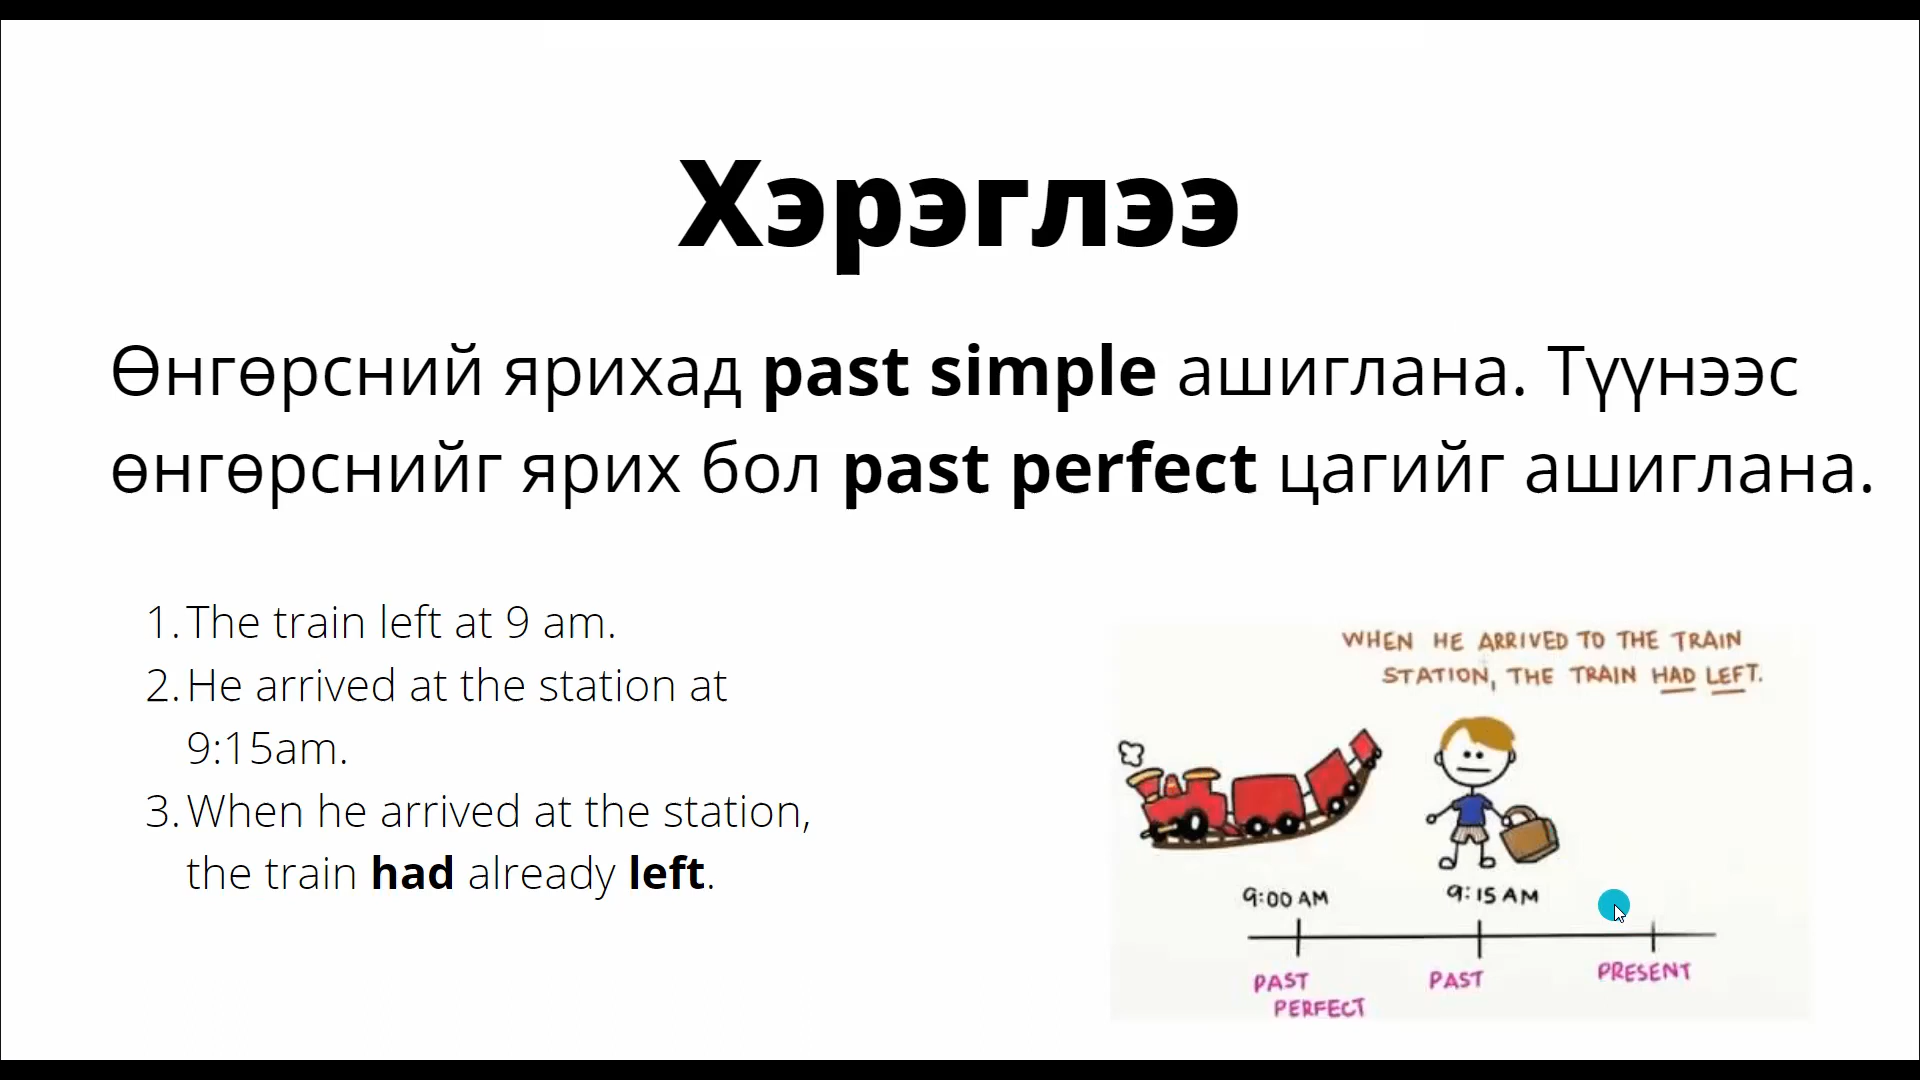 Хэрэглээ
Өнгөрсний ярихад past simple ашиглана. Түүнээс
өнгөрснийг ярих бол past perfect цагийг ашиглана.
1. The train left at 9 am.
2. He arrived at the station at
9:15am.
3. When he arrived at the station,
the train had already left.
WHEN HE ARRIVED TO THE TRAIN
STATION, THE TRAIN HAD LEFT.
9:00 AM 9:15 AM
PAST PERFECT PAST PRESENT